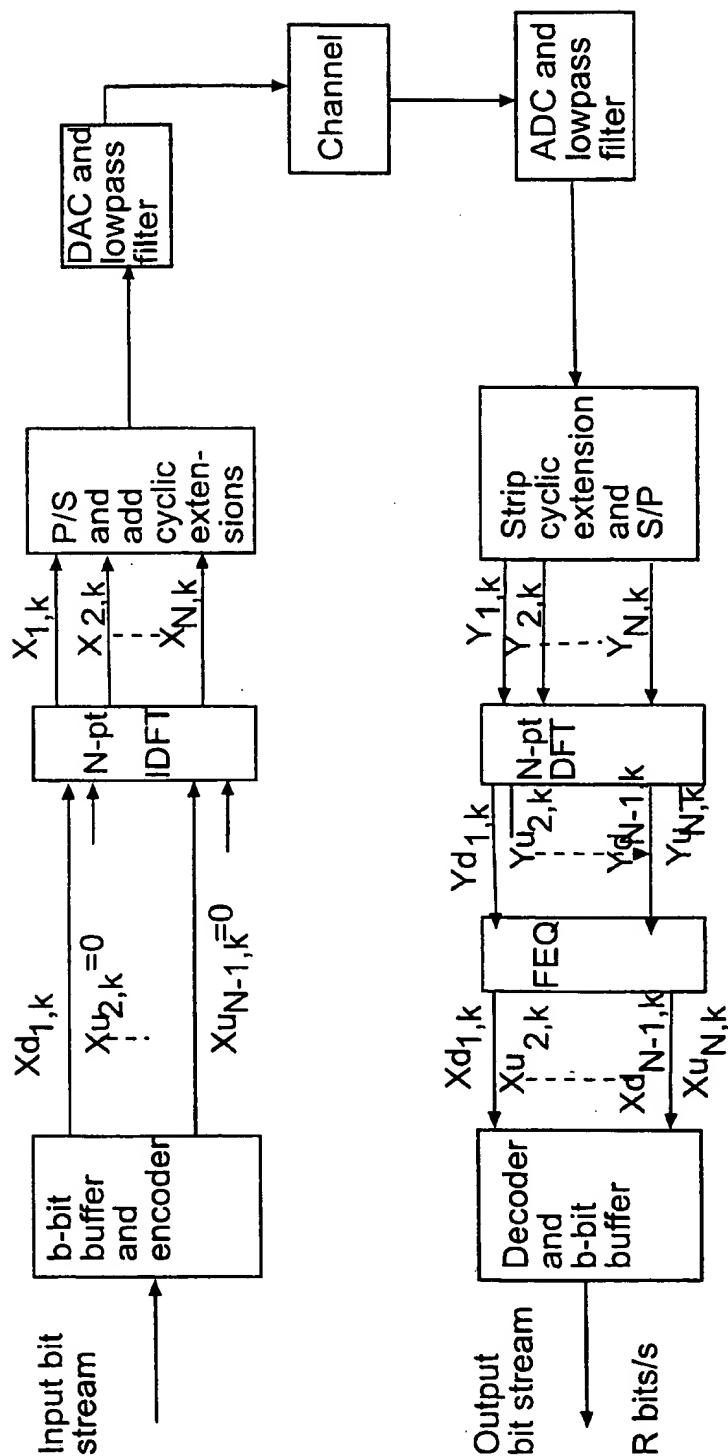 Input bit
stream
b-bit
buffer
and
encoder
Xd1,k
Xu2,k=0
XuN-1,k=0
N-pt
IDFT
X1,k
X2,k
XN,k
P/S
and
add
cyclic
exten-
sions
DAC and
lowpass
filter
Channel
ADC and
lowpass
filter
Strip
cyclic
extension
and
S/P
Y1,k
Y2,k
YN,k
N-pt
DFT
Yd1,k
Yu2,k
YdN-1,k
YuN,k
FEQ
Xd1,k
Xu2,k
XdN-1,k
XuN,k
Decoder
and
b-bit
buffer
Output
bit stream
R bits/s